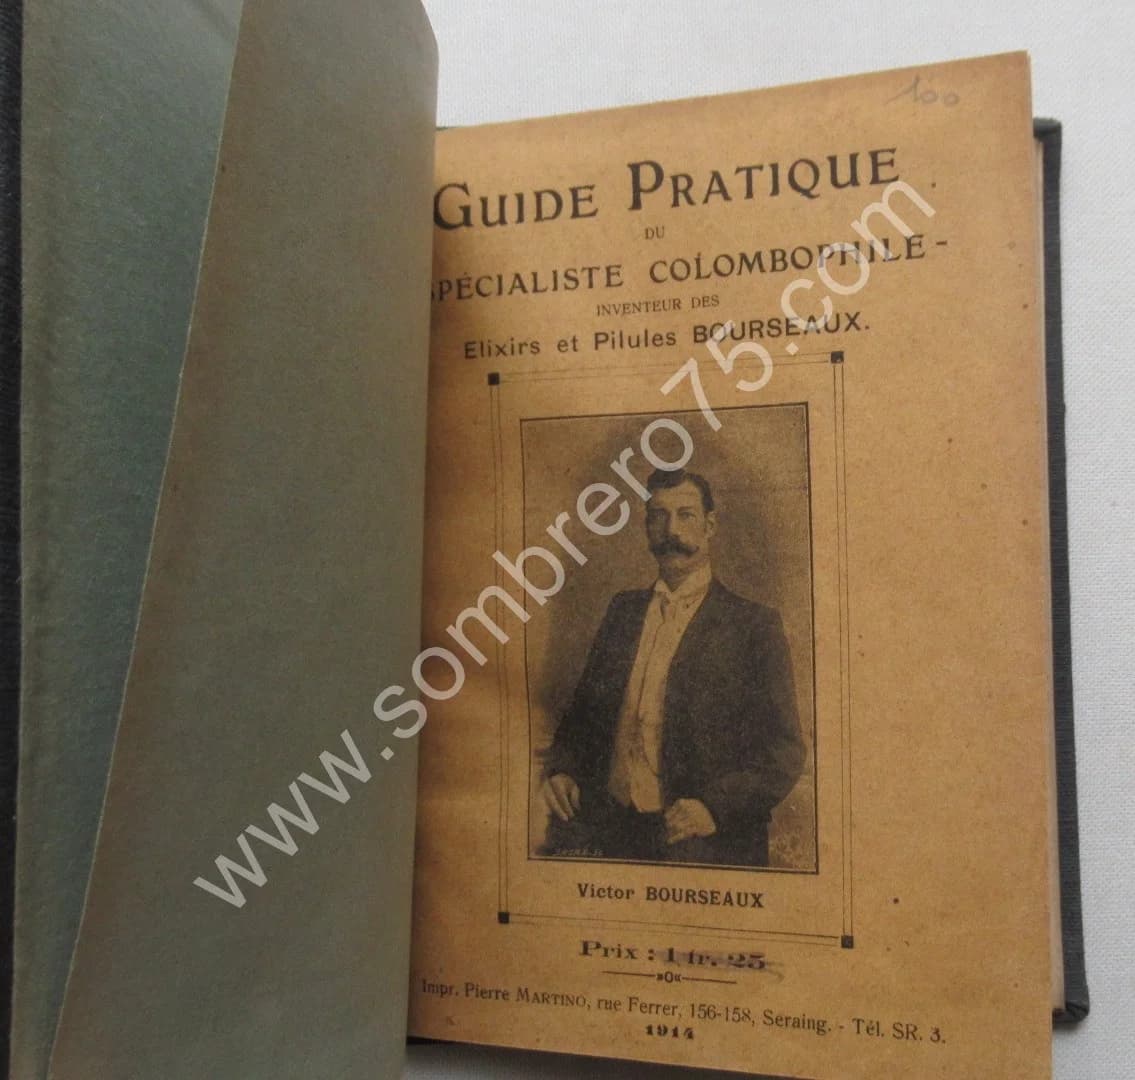 100
GUIDE PRATIQUE
DU
SPÉCIALISTE COLOMBOPHILE -
INVENTEUR DES
Elixirs et Pilules BOURSEAUX.
Victor BOURSEAUX
Prix : 1 fr. 25
»o«
Impr. Pierre MARTINO, rue Ferrer, 156-158, Seraing. - Tél. SR. 3.
1914
www.sombrero75.com